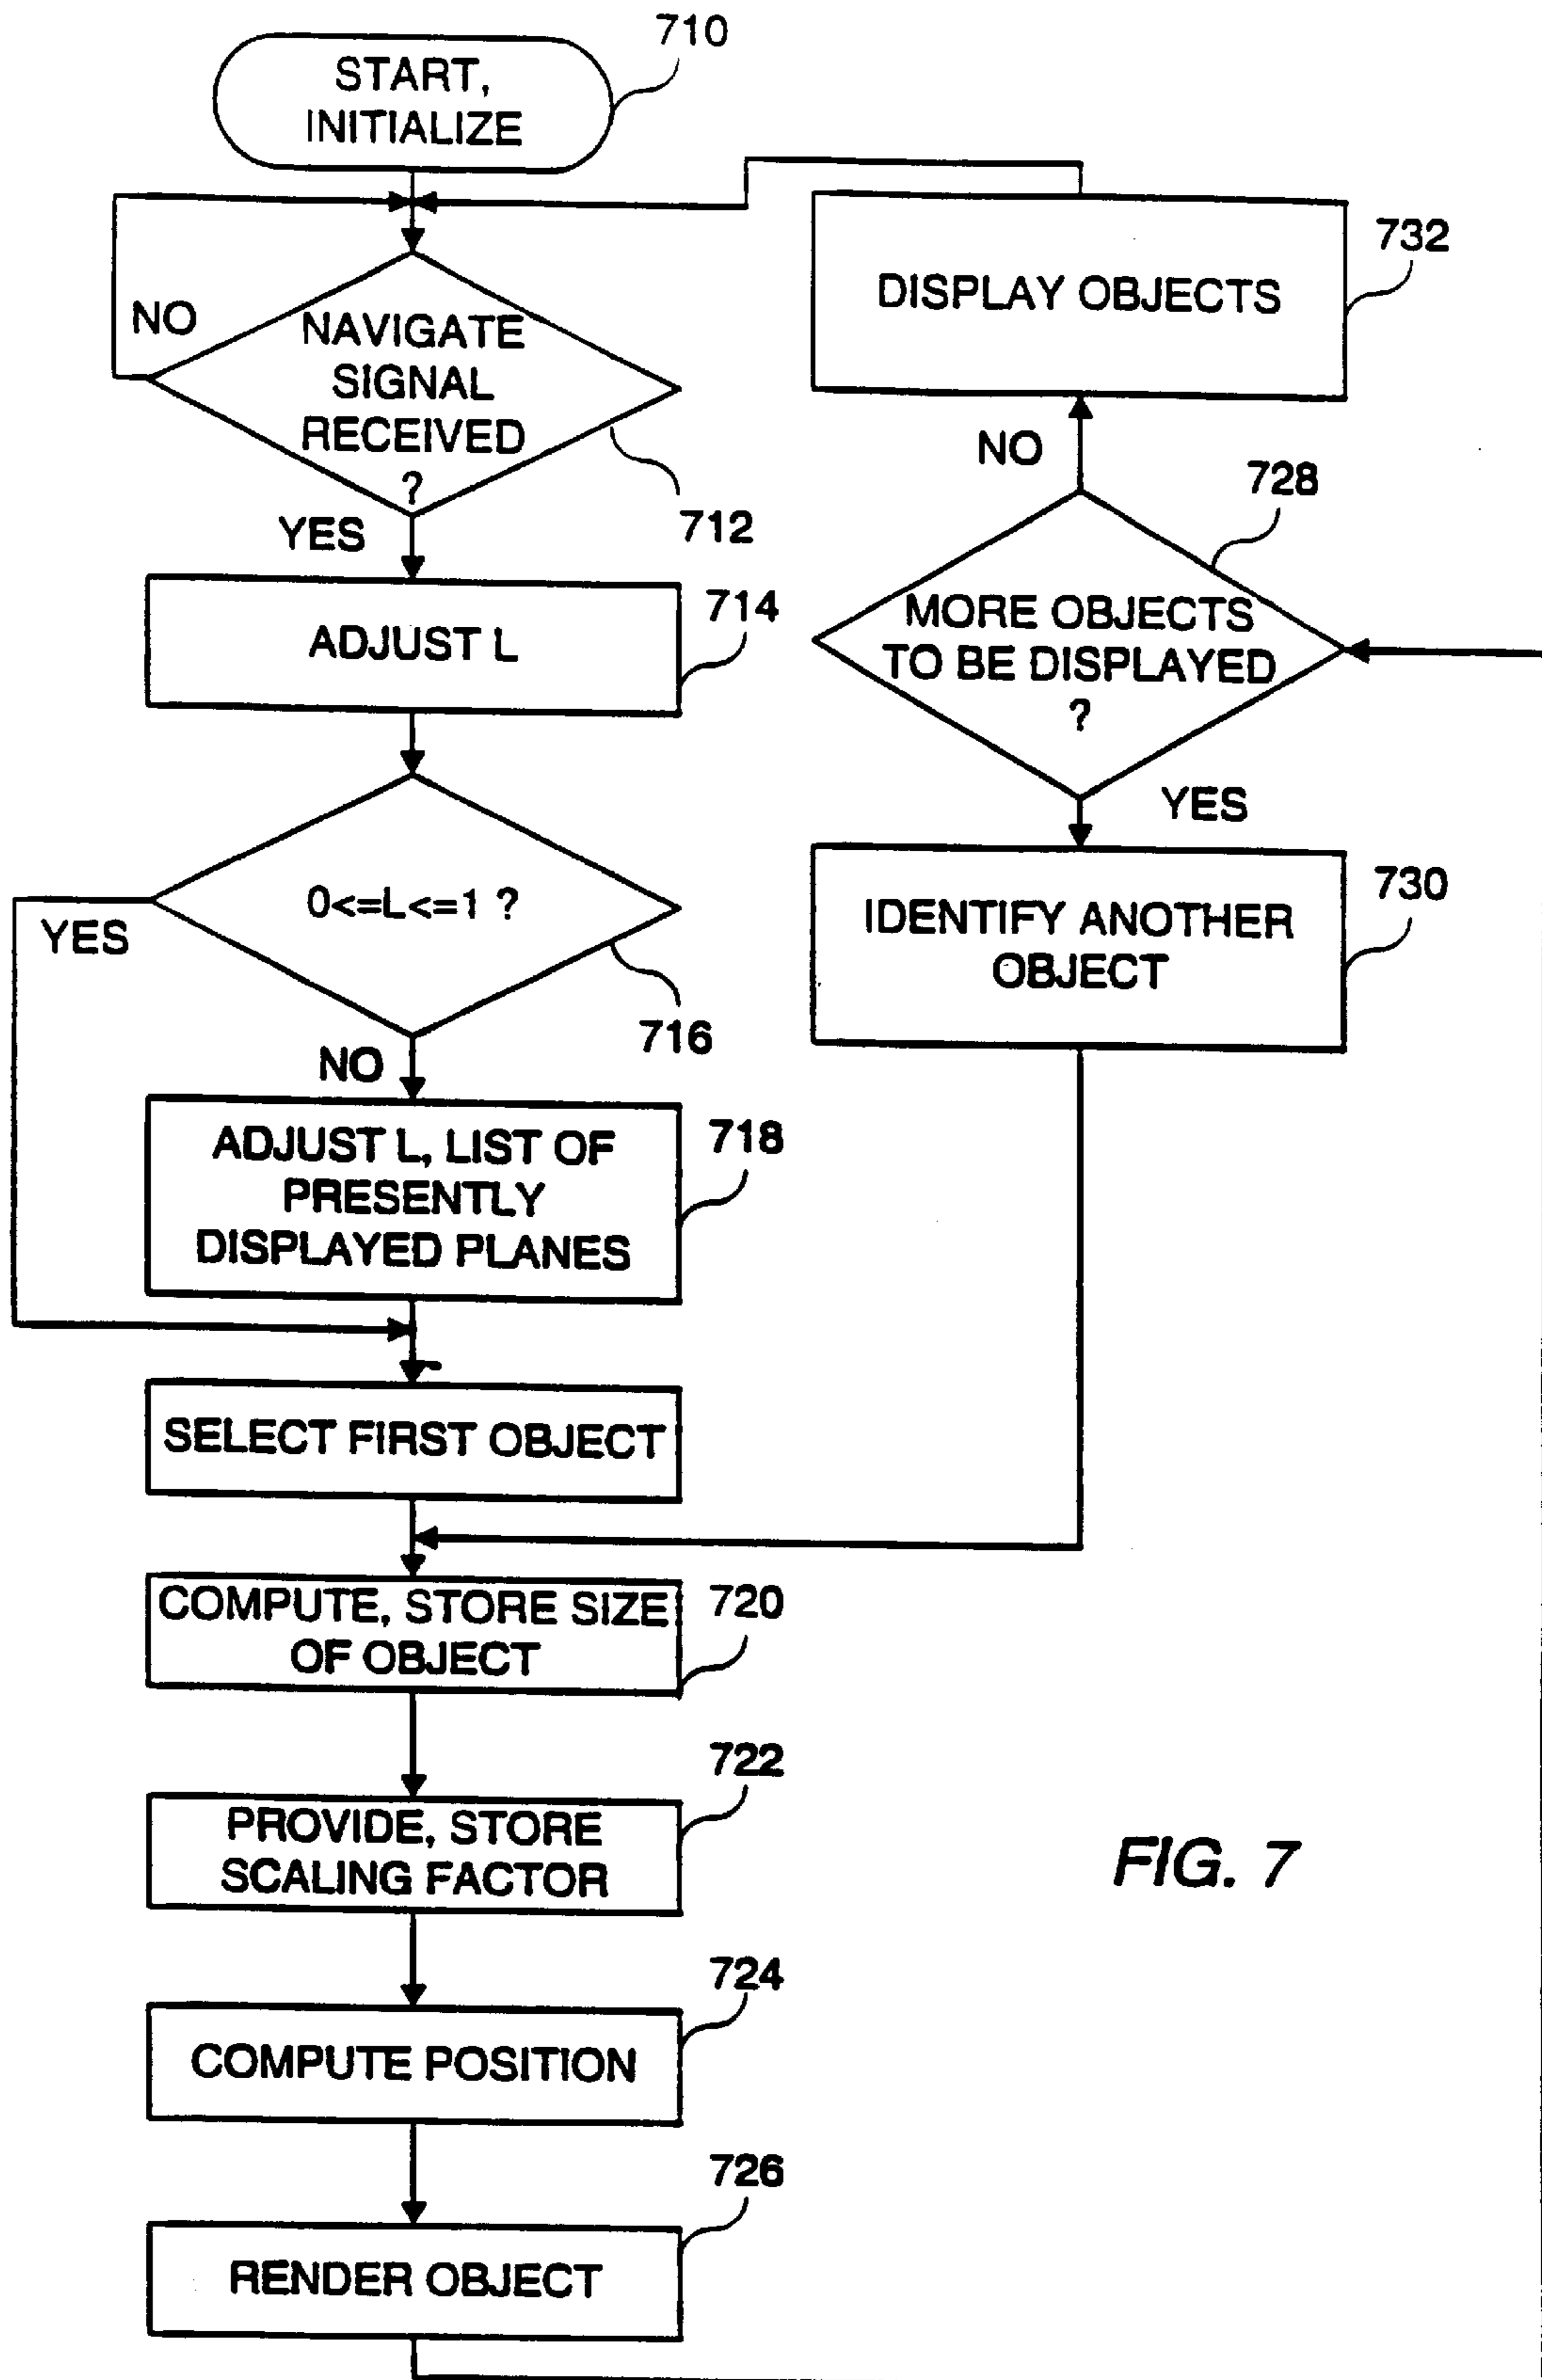 710
START,
INITIALIZE
NO
NAVIGATE
SIGNAL
RECEIVED
?
712
YES
ADJUST L
714
0<=L<=1 ?
YES
716
NO
ADJUST L, LIST OF
PRESENTLY
DISPLAYED PLANES
718
SELECT FIRST OBJECT
COMPUTE, STORE SIZE
OF OBJECT
720
PROVIDE, STORE
SCALING FACTOR
722
COMPUTE POSITION
724
RENDER OBJECT
726
DISPLAY OBJECTS
732
NO
728
MORE OBJECTS
TO BE DISPLAYED
?
YES
IDENTIFY ANOTHER
OBJECT
730
FIG. 7